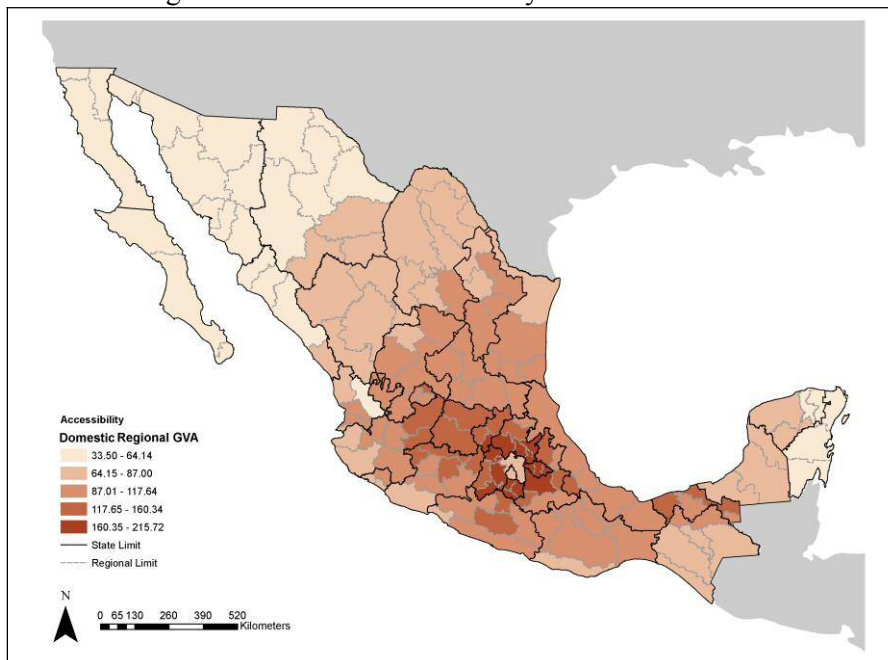 Accessibility
Domestic Regional GVA
33.50 - 64.14
64.15 - 87.00
87.01 - 117.64
117.65 - 160.34
160.35 - 215.72
State Limit
Regional Limit
N
0 65 130 260 390 520
Kilometers